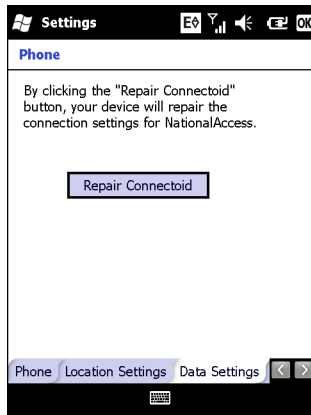 Settings
OK
Phone
By clicking the "Repair Connectoid"
button, your device will repair the
connection settings for NationalAccess.
Repair Connectoid
Phone Location Settings Data Settings